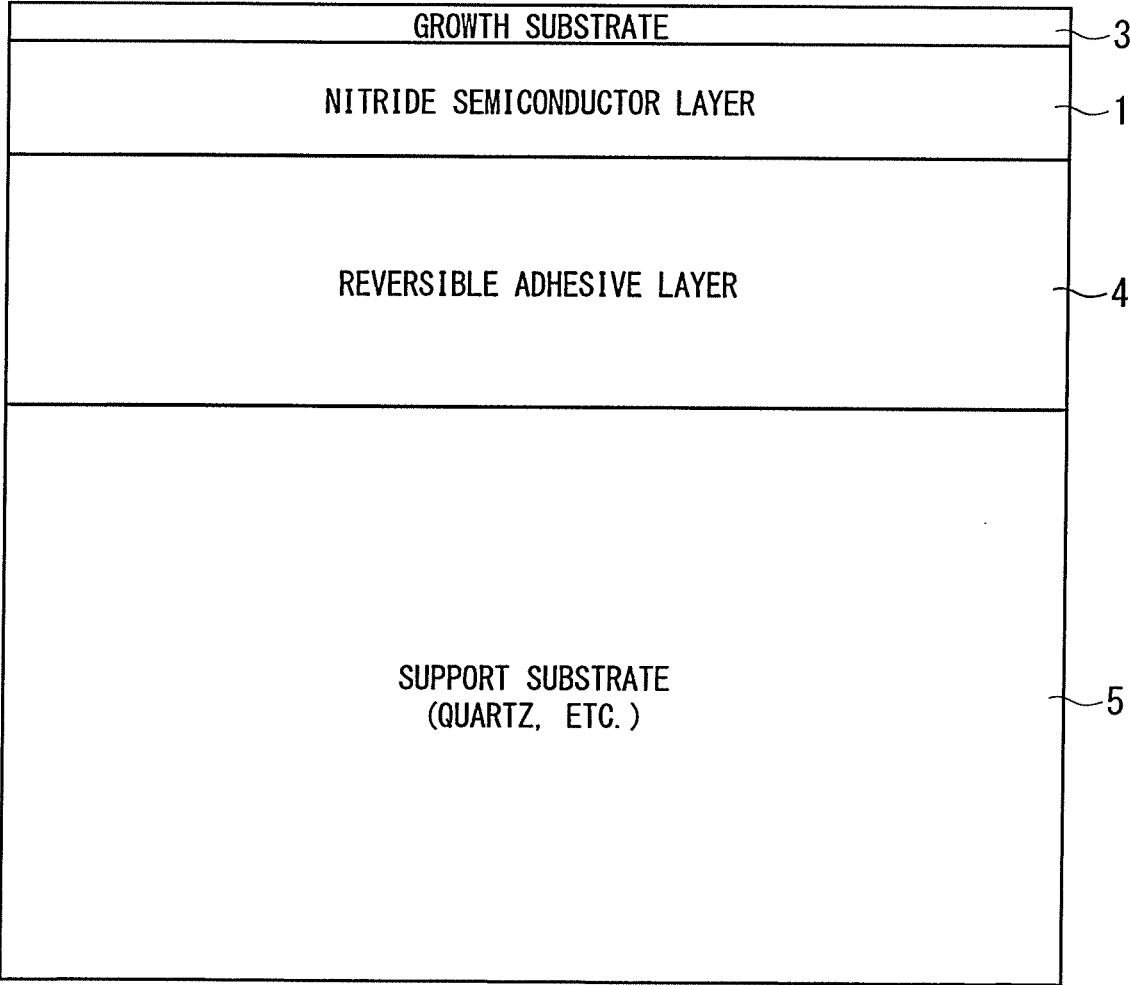 GROWTH SUBSTRATE 3
NITRIDE SEMICONDUCTOR LAYER 1
REVERSIBLE ADHESIVE LAYER 4
SUPPORT SUBSTRATE
(QUARTZ, ETC.) 5